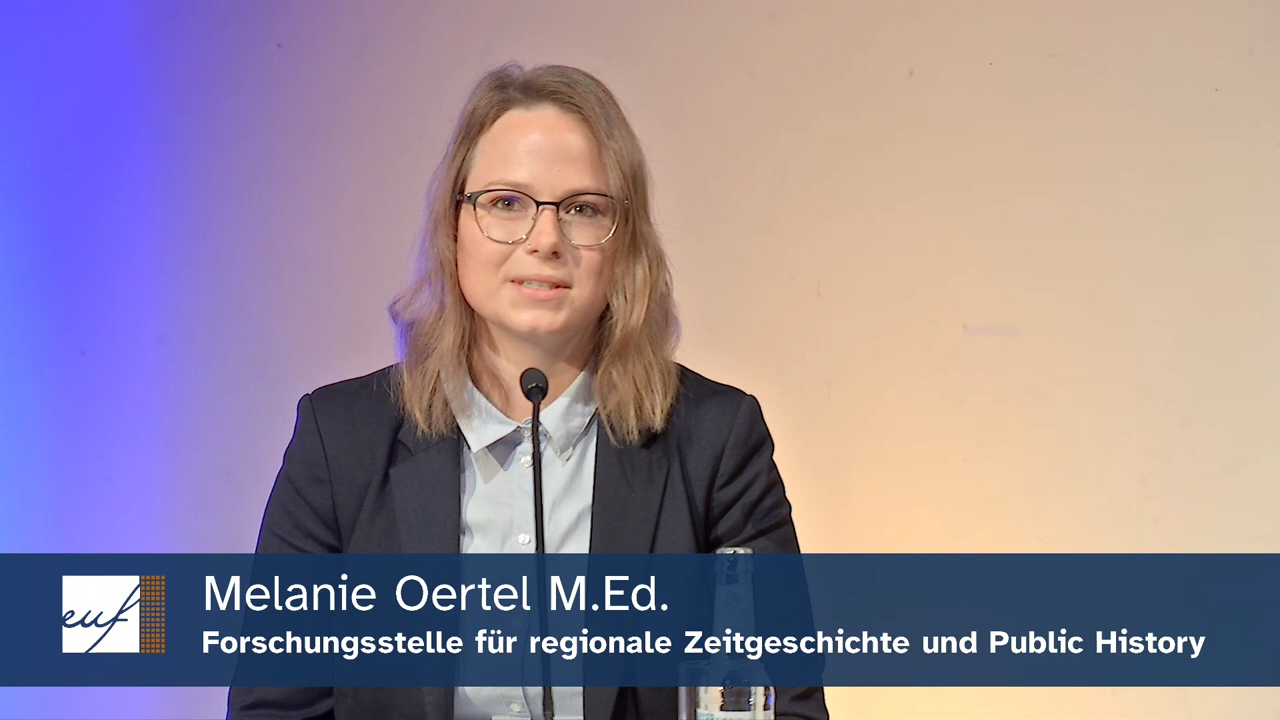 Melanie Oertel M.Ed.
euf
Forschungsstelle für regionale Zeitgeschichte und Public History